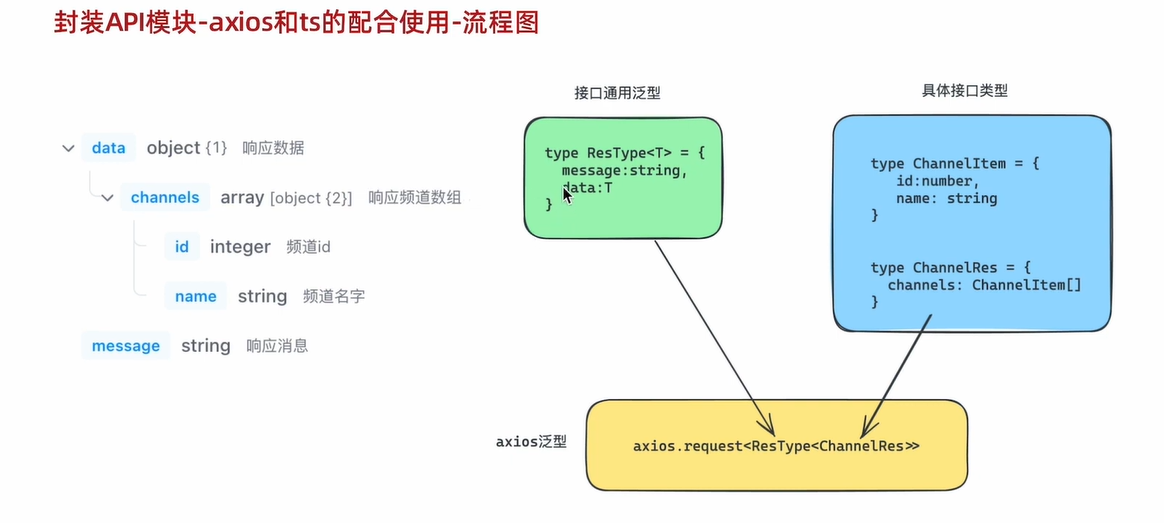 封装API模块-axios和ts的配合使用-流程图
data object {1} 响应数据
channels array [object {2}] 响应频道数组
id integer 频道id
name string 频道名字
message string 响应消息
接口通用泛型
type ResType<T> = {
message:string,
data:T
}
具体接口类型
type ChannelItem = {
id:number,
name: string
}
type ChannelRes = {
channels: ChannelItem[]
}
axios泛型
axios.request<ResType<ChannelRes>>